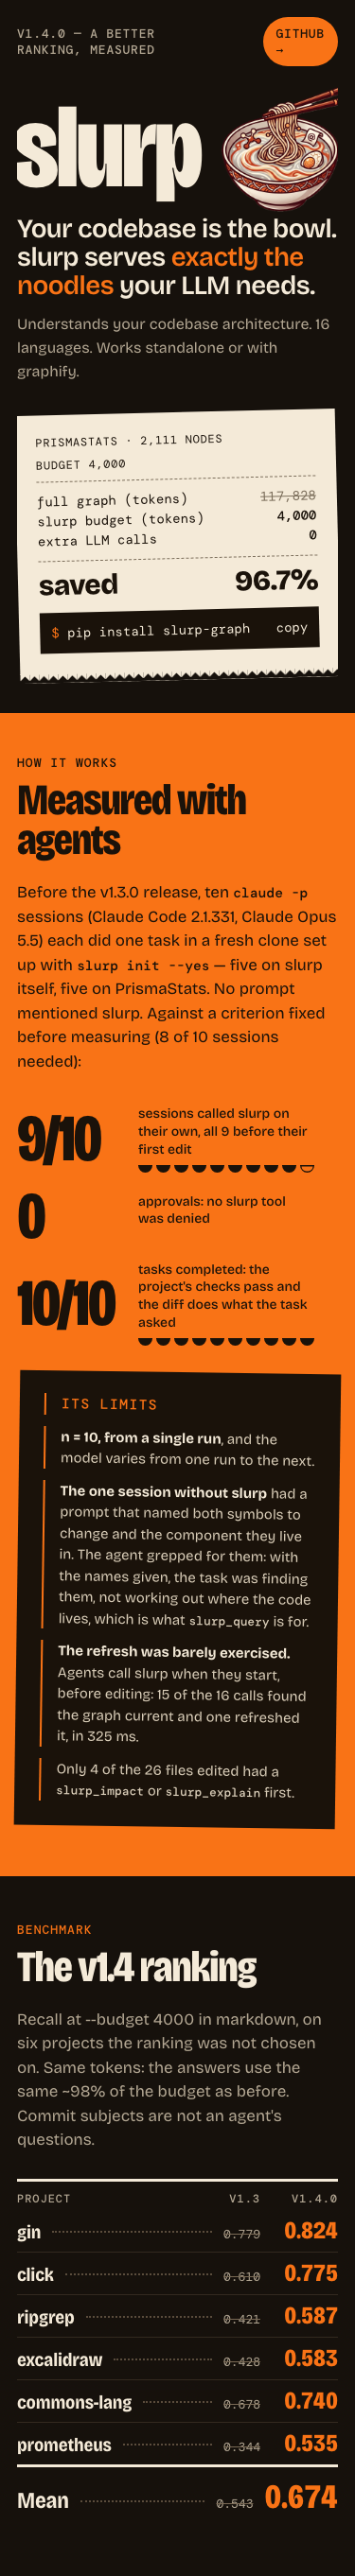 V1.4.0 — A BETTER
RANKING, MEASURED
GITHUB
→
slurp
Your codebase is the bowl.
slurp serves exactly the
noodles your LLM needs.
Understands your codebase architecture. 16
languages. Works standalone or with
graphify.
PRISMASTATS · 2,111 NODES
BUDGET 4,000
full graph (tokens) 117,828
slurp budget (tokens) 4,000
extra LLM calls 0
saved 96.7%
$ pip install slurp-graph copy
HOW IT WORKS
Measured with
agents
Before the v1.3.0 release, ten claude -p
sessions (Claude Code 2.1.331, Claude Opus
5.5) each did one task in a fresh clone set
up with slurp init --yes — five on slurp
itself, five on PrismaStats. No prompt
mentioned slurp. Against a criterion fixed
before measuring (8 of 10 sessions
needed):
9/10
sessions called slurp on
their own, all 9 before their
first edit
0
approvals: no slurp tool
was denied
10/10
tasks completed: the
project's checks pass and
the diff does what the task
asked
ITS LIMITS
n = 10, from a single run, and the
model varies from one run to the next.
The one session without slurp had a
prompt that named both symbols to
change and the component they live
in. The agent grepped for them: with
the names given, the task was finding
them, not working out where the code
lives, which is what slurp_query is for.
The refresh was barely exercised.
Agents call slurp when they start,
before editing: 15 of the 16 calls found
the graph current and one refreshed
it, in 325 ms.
Only 4 of the 26 files edited had a
slurp_impact or slurp_explain first.
BENCHMARK
The v1.4 ranking
Recall at --budget 4000 in markdown, on
six projects the ranking was not chosen
on. Same tokens: the answers use the
same ~98% of the budget as before.
Commit subjects are not an agent's
questions.
PROJECT V1.3 V1.4.0
gin 0.779 0.824
click 0.610 0.775
ripgrep 0.421 0.587
excalidraw 0.428 0.583
commons-lang 0.678 0.740
prometheus 0.344 0.535
Mean 0.543 0.674